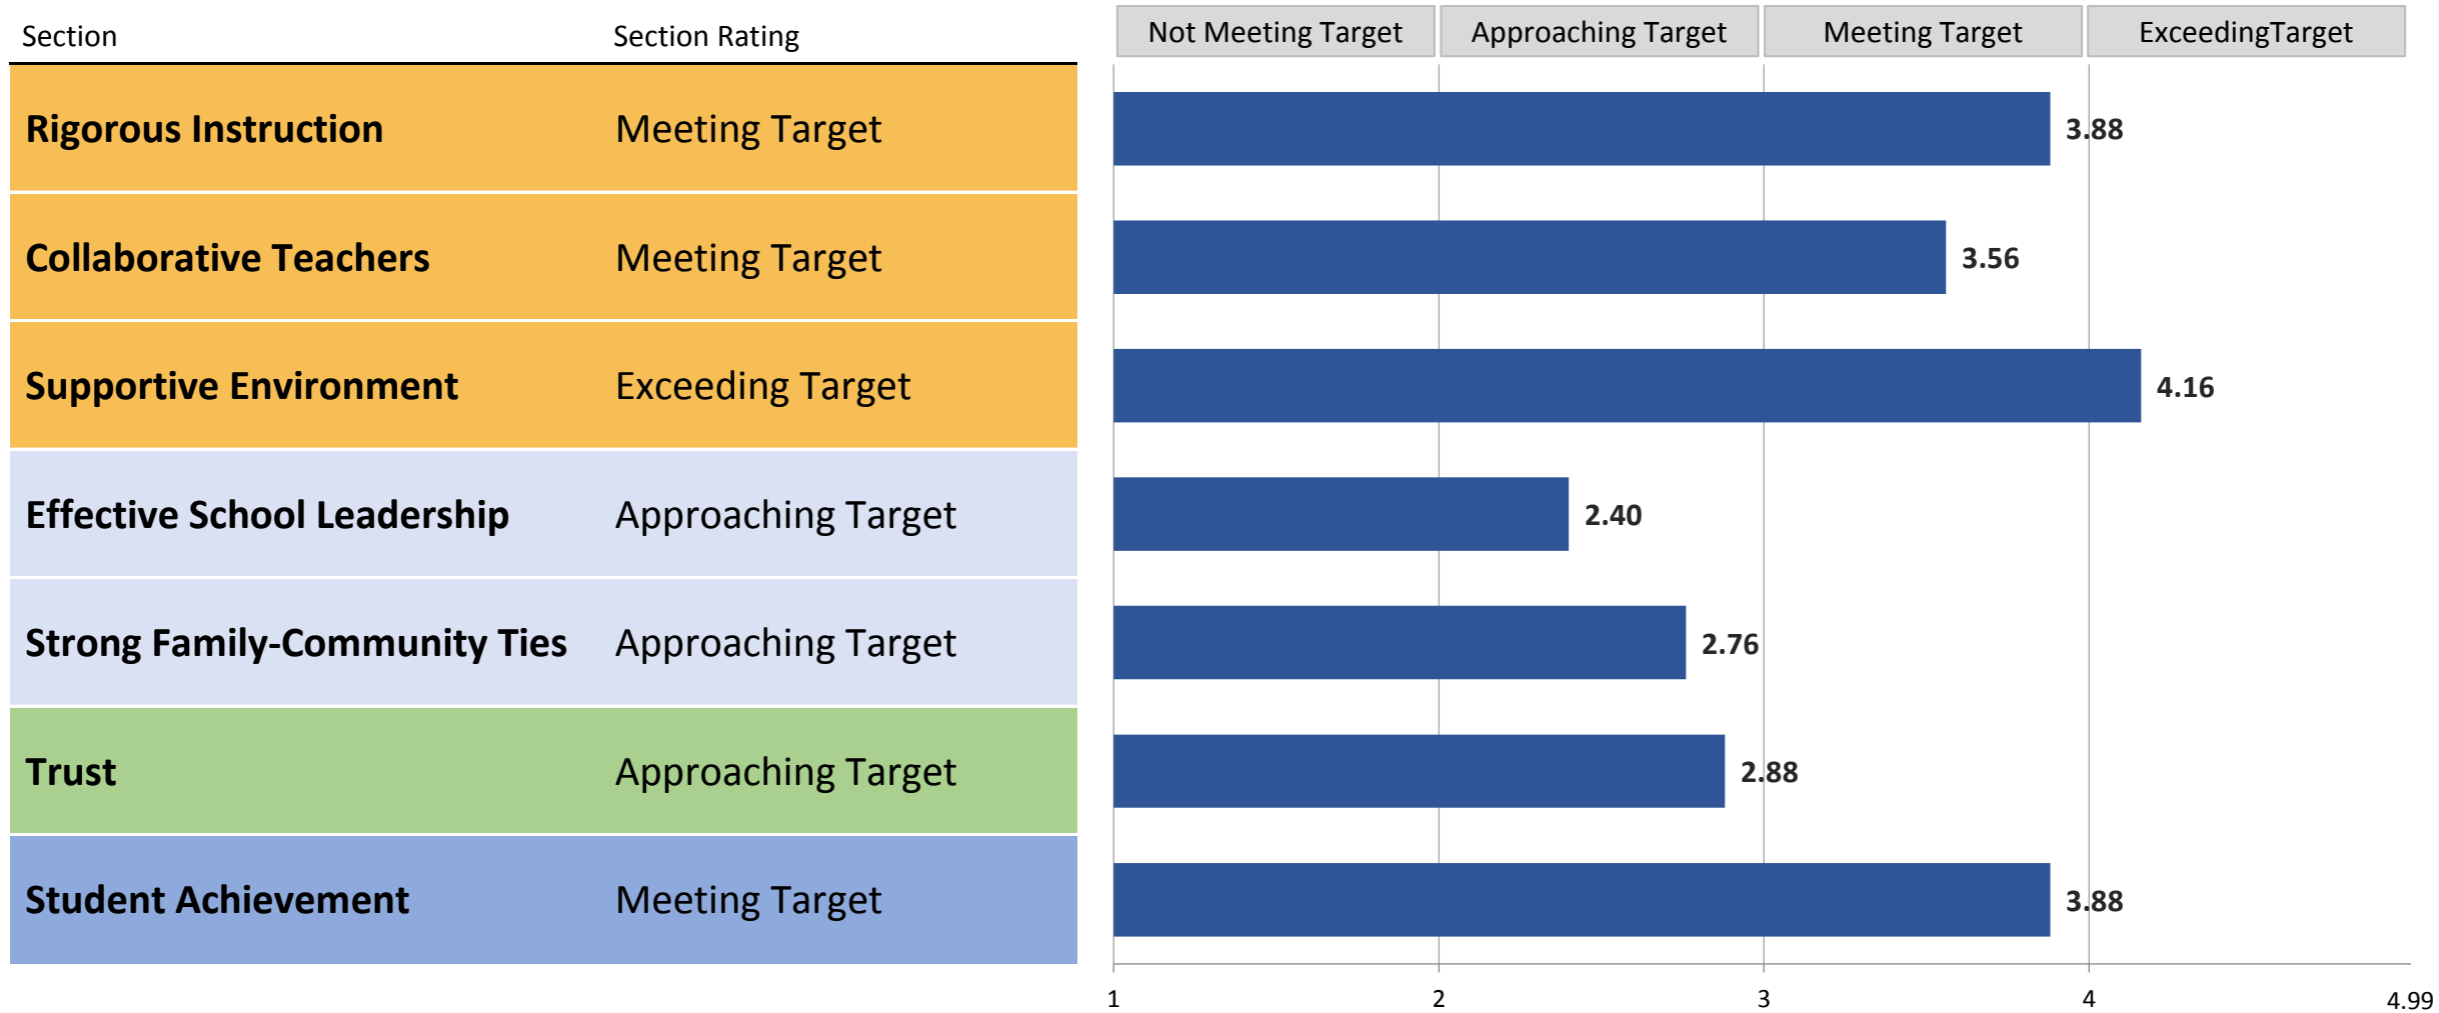 Section Section Rating Not Meeting Target Approaching Target Meeting Target ExceedingTarget
Rigorous Instruction Meeting Target 3.88
Collaborative Teachers Meeting Target 3.56
Supportive Environment Exceeding Target 4.16
Effective School Leadership Approaching Target 2.40
Strong Family-Community Ties Approaching Target 2.76
Trust Approaching Target 2.88
Student Achievement Meeting Target 3.88
1 2 3 4 4.99